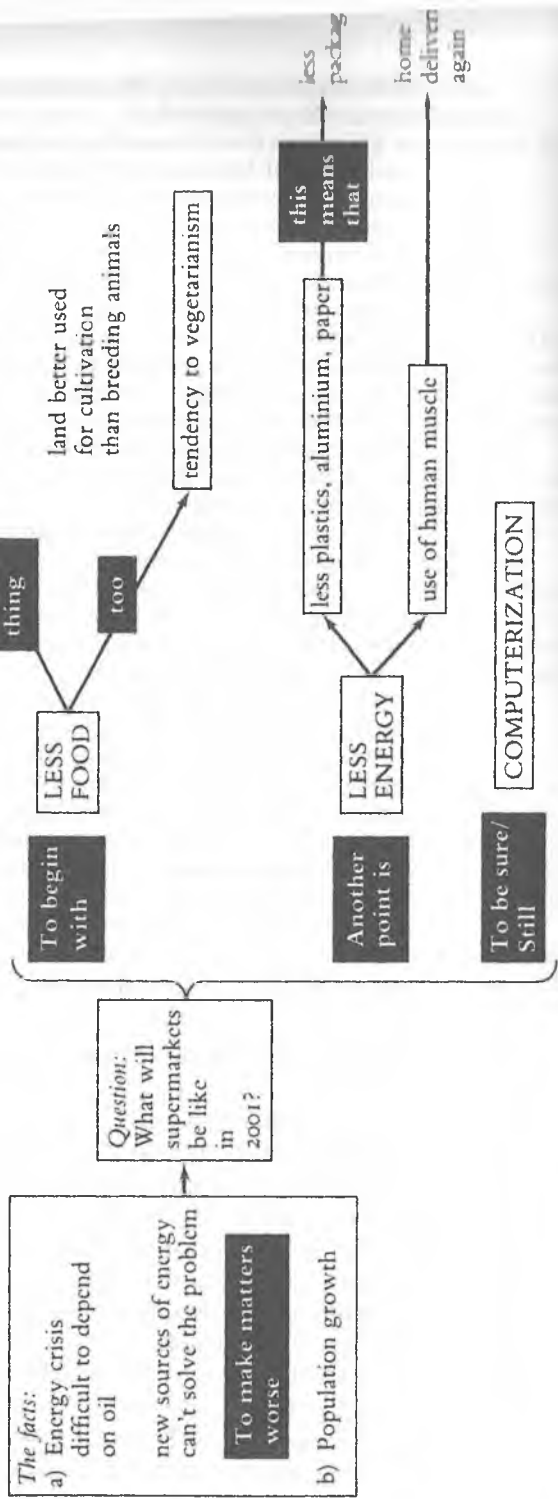 The facts:
a) Energy crisis
difficult to depend
on oil
new sources of energy
can't solve the problem
To make matters
worse
b) Population growth
Question:
What will
supermarkets
be like
in
2001?
To begin
with
LESS
FOOD
thing
too
land better used
for cultivation
than breeding animals
tendency to vegetarianism
Another
point is
LESS
ENERGY
less plastics, aluminium, paper
this
means
that
less
packag
use of human muscle
home
deliver
again
To be sure/
Still
COMPUTERIZATION